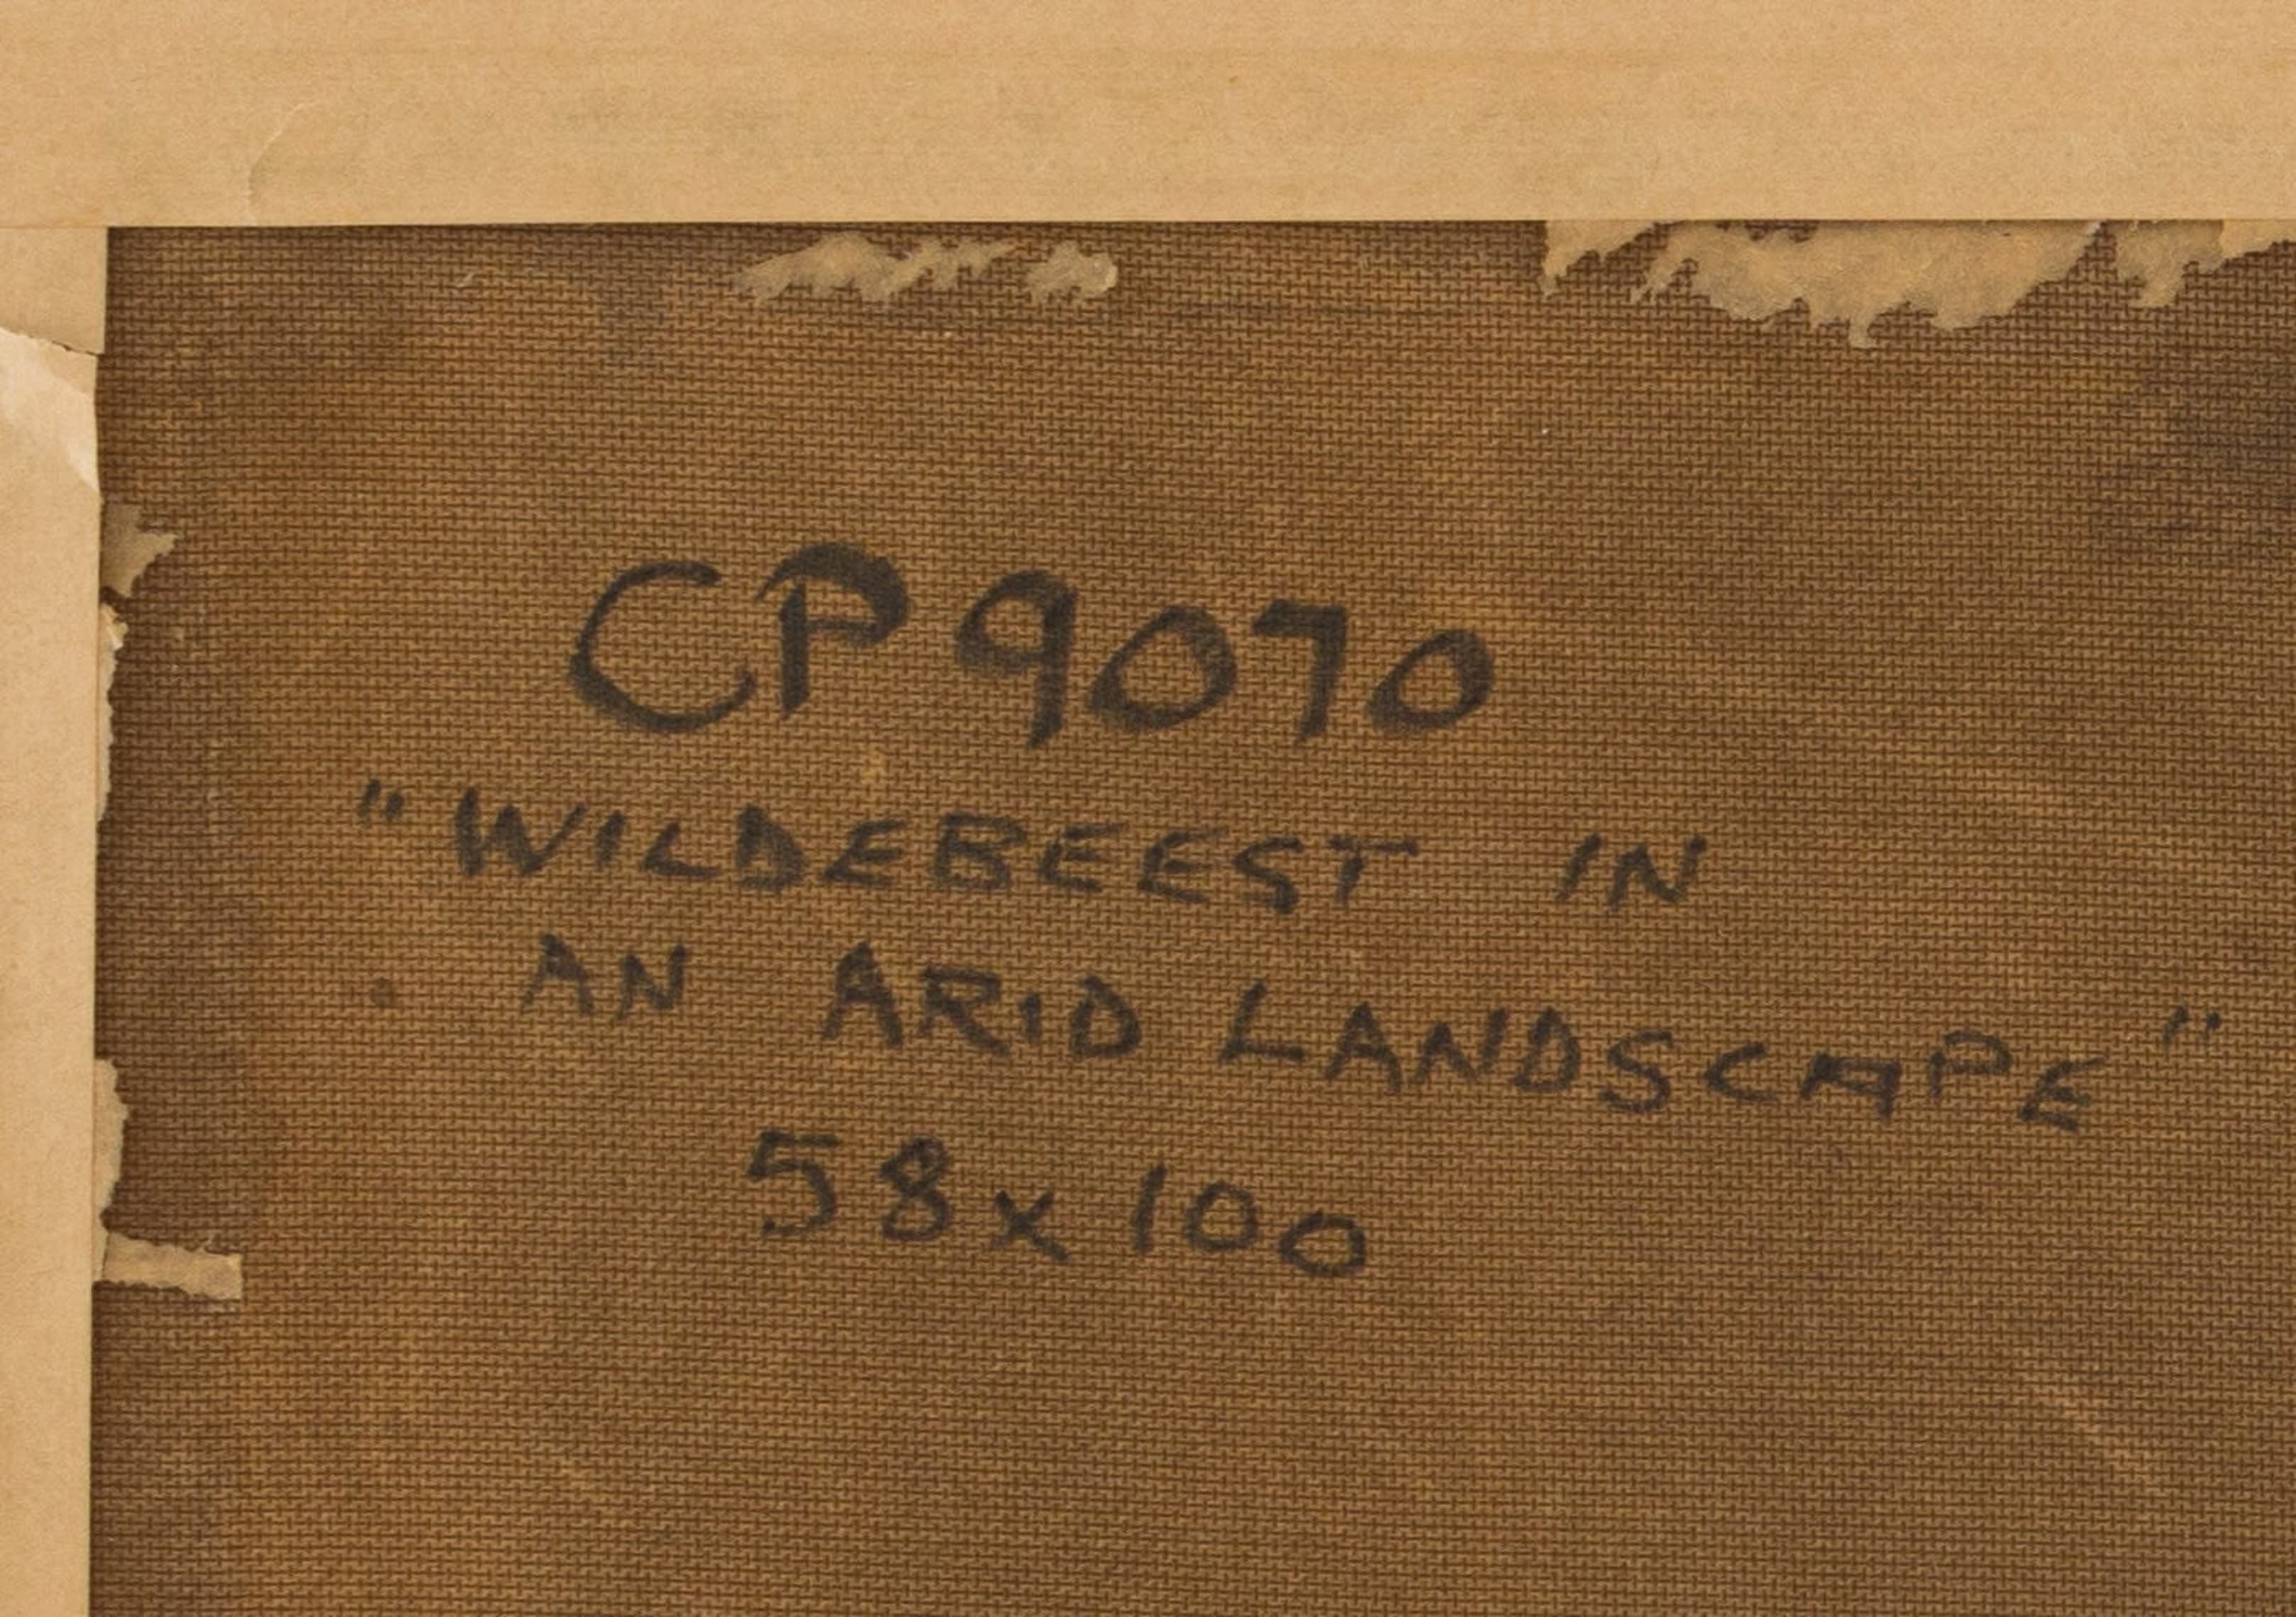 CP9070
"WILDEBEEST IN
AN ARID LANDSCAPE"
58x100